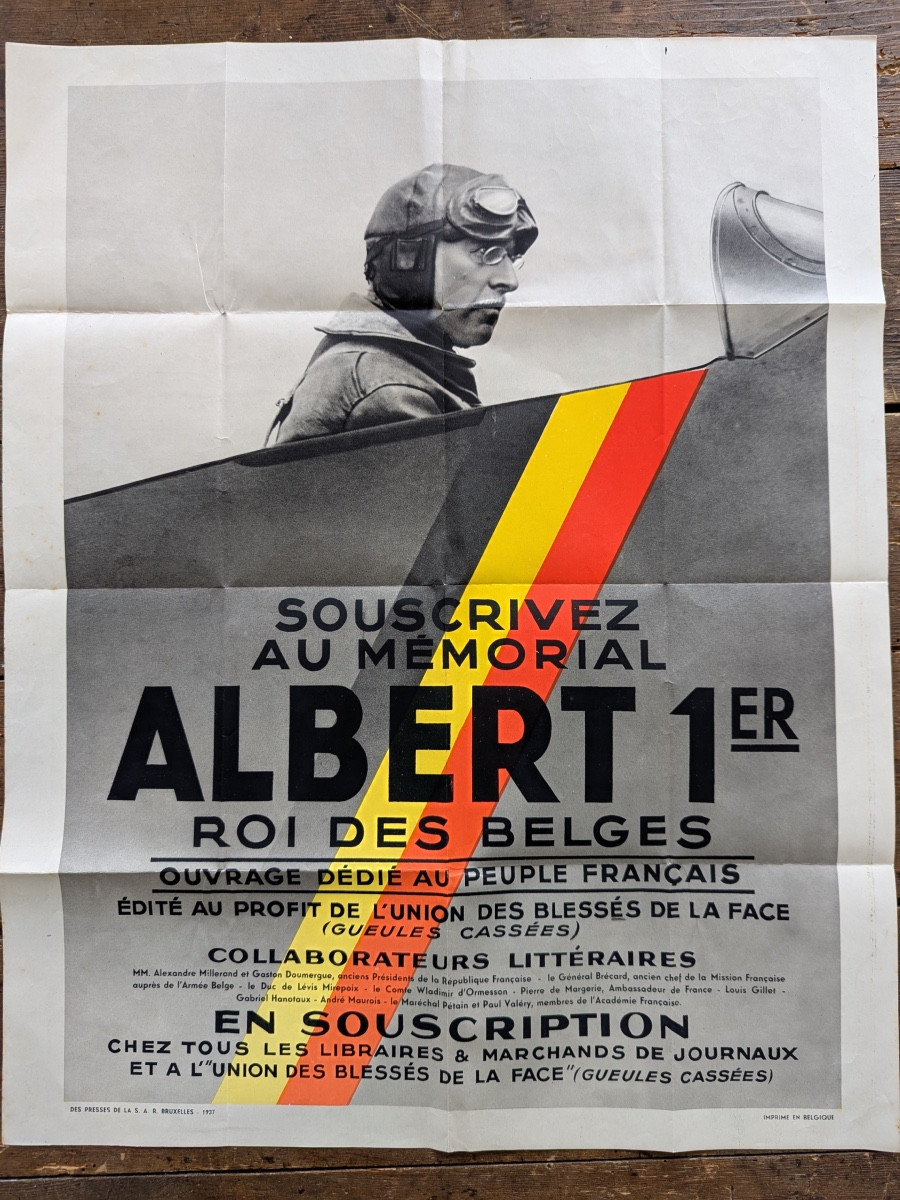 SOUSCRIVEZ
AU MÉMORIAL
ALBERT 1ER
ROI DES BELGES
OUVRAGE DÉDIÉ AU PEUPLE FRANÇAIS
ÉDITÉ AU PROFIT DE L'UNION DES BLESSÉS DE LA FACE
(GUEULES CASSÉES)
COLLABORATEURS LITTÉRAIRES
MM. Alexandre Millerand et Gaston Doumergue, anciens Présidents de la République Française - le Général Brécard, ancien chef de la Mission Française
auprès de l'Armée Belge - le Duc de Lévis Mirepoix - le Comte Wladimir d'Ormesson - Pierre de Margerie, Ambassadeur de France - Louis Gillet -
Gabriel Hanotaux - André Maurois - le Maréchal Pétain et Paul Valéry, membres de l'Académie Française.
EN SOUSCRIPTION
CHEZ TOUS LES LIBRAIRES & MARCHANDS DE JOURNAUX
ET A L'"UNION DES BLESSÉS DE LA FACE" (GUEULES CASSÉES)
DES PRESSES DE LA S. A. R. BRUXELLES - 1937
IMPRIME EN BELGIQUE